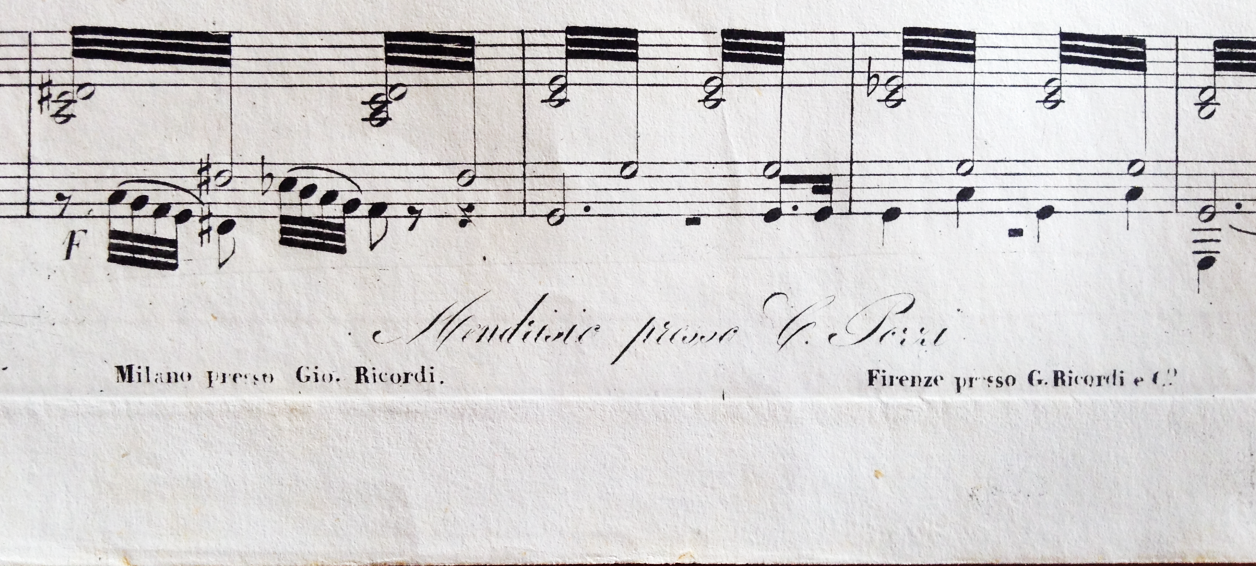 F
Mendrisio presso C. Pozzi
Milano presso Gio. Ricordi.
Firenze presso G. Ricordi e C.º